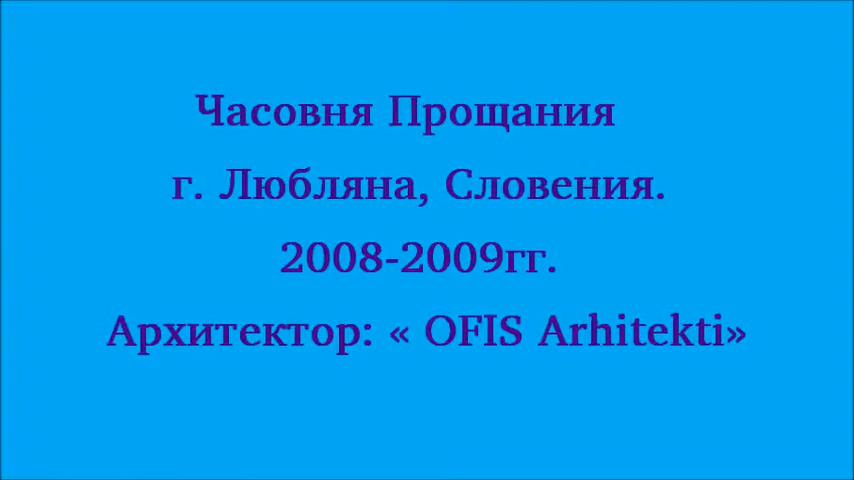 Часовня Прощания
г. Любляна, Словения.
2008-2009гг.
Архитектор: « OFIS Arhitekti»